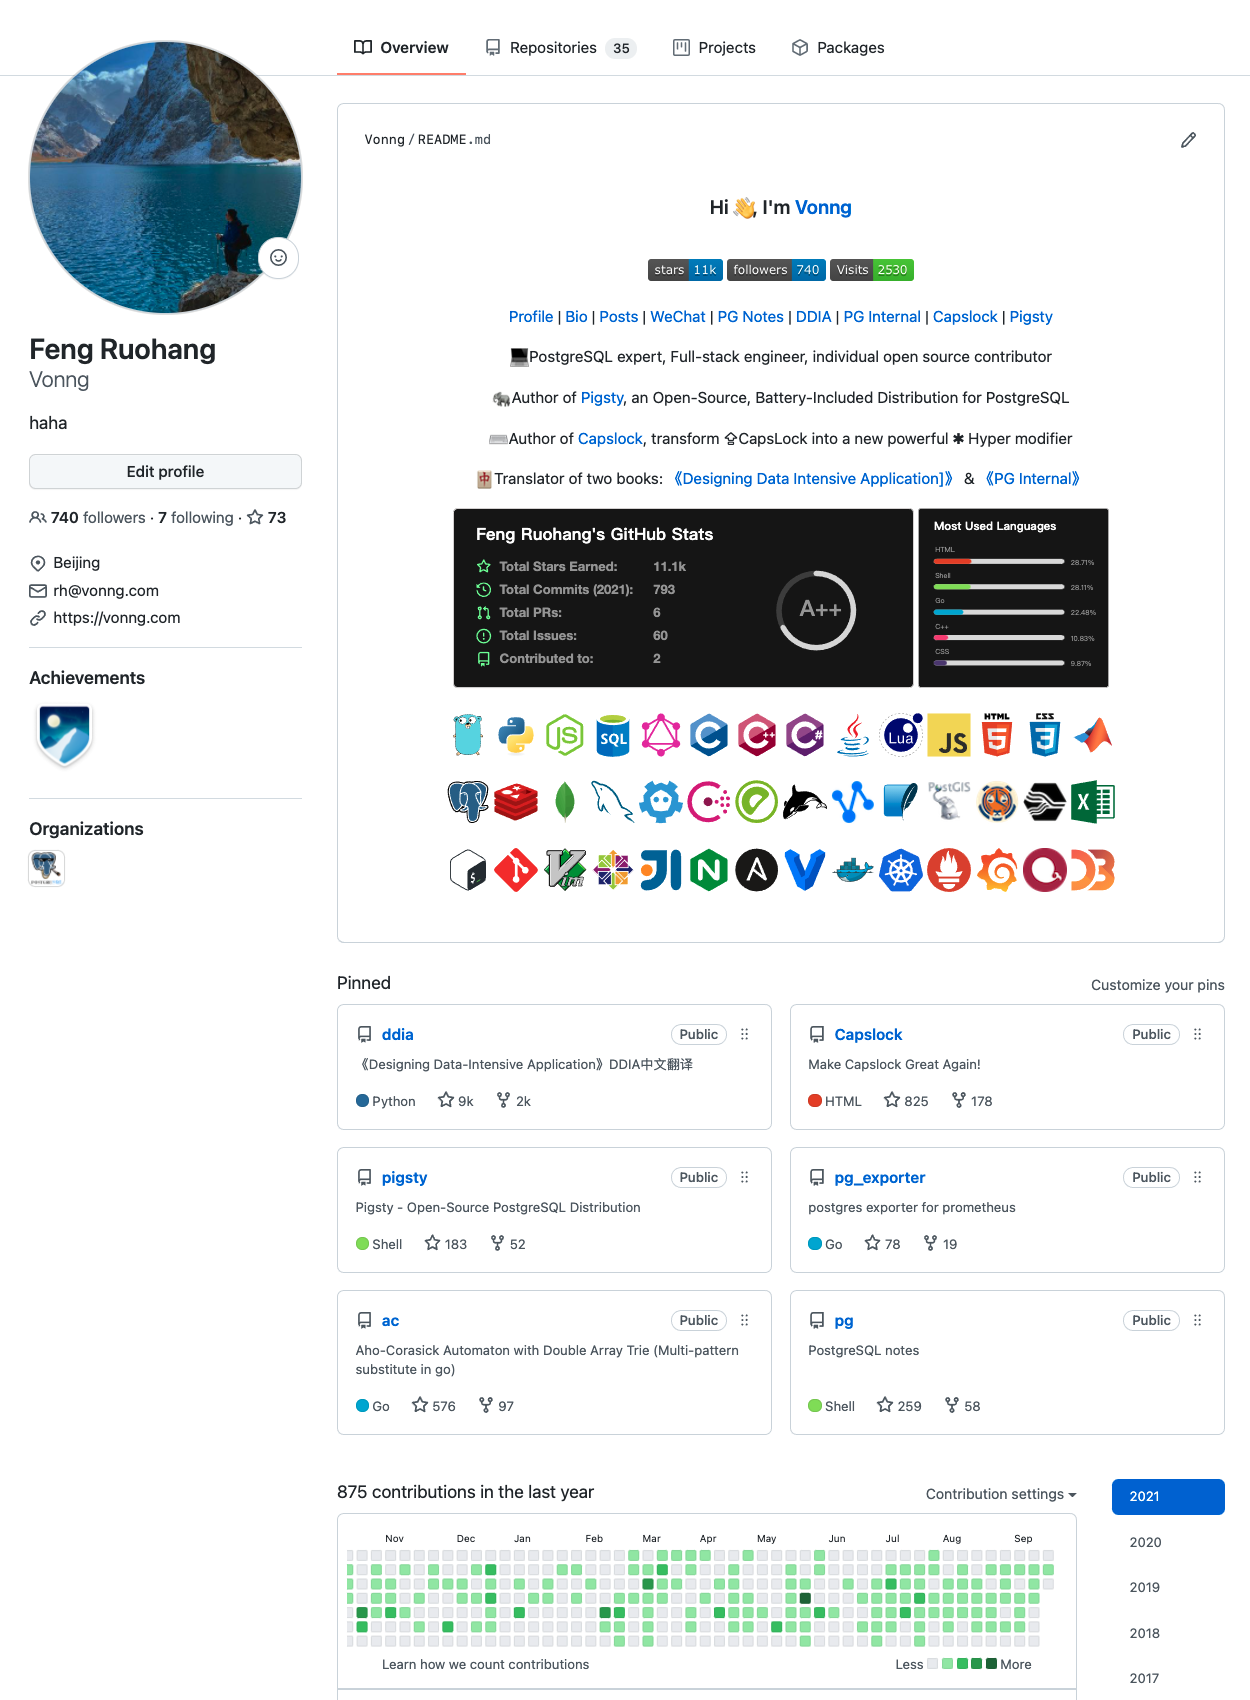 Overview Repositories 35 Projects Packages
Feng Ruohang
Vonng
haha
Edit profile
740 followers · 7 following · 73
Beijing
rh@vonng.com
https://vonng.com
Achievements
Organizations
Vonng / README.md
Hi 👋, I'm Vonng
stars 11k followers 740 Visits 2530
Profile | Bio | Posts | WeChat | PG Notes | DDIA | PG Internal | Capslock | Pigsty
💻PostgreSQL expert, Full-stack engineer, individual open source contributor
🐘Author of Pigsty, an Open-Source, Battery-Included Distribution for PostgreSQL
⌨️Author of Capslock, transform ⇪CapsLock into a new powerful ✱ Hyper modifier
🀄Translator of two books: 《Designing Data Intensive Application]》 & 《PG Internal》
Feng Ruohang's GitHub Stats
Total Stars Earned: 11.1k
Total Commits (2021): 793
Total PRs: 6
Total Issues: 60
Contributed to: 2
A++
Most Used Languages
HTML
28.71%
Shell
28.11%
Go
22.48%
C++
10.83%
CSS
9.87%
JS SQL C C++ C# Java Lua JS HTML 5 CSS 3
PostGIS X
$_ Vim N A
Pinned
Customize your pins
ddia Public
《Designing Data-Intensive Application》DDIA中文翻译
Python 9k 2k
Capslock Public
Make Capslock Great Again!
HTML 825 178
pigsty Public
Pigsty - Open-Source PostgreSQL Distribution
Shell 183 52
pg_exporter Public
postgres exporter for prometheus
Go 78 19
ac Public
Aho-Corasick Automaton with Double Array Trie (Multi-pattern
substitute in go)
Go 576 97
pg Public
PostgreSQL notes
Shell 259 58
875 contributions in the last year
Contribution settings
Nov Dec Jan Feb Mar Apr May Jun Jul Aug Sep
Learn how we count contributions
Less More
2021
2020
2019
2018
2017